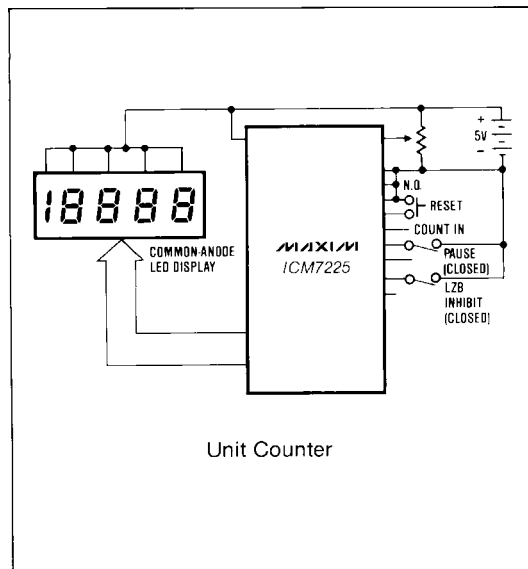 +
5V
−
N.O.
RESET
18888
MAXIM
ICM7225
COUNT IN
COMMON-ANODE
LED DISPLAY
PAUSE
(CLOSED)
LZB
INHIBIT
(CLOSED)
Unit Counter